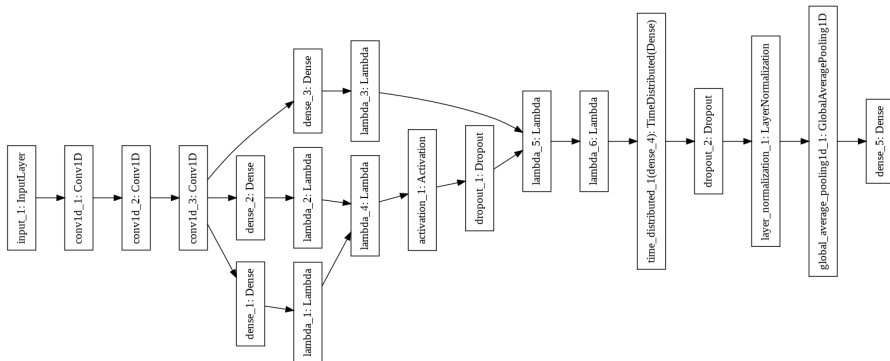 input_1: InputLayer
conv1d_1: Conv1D
conv1d_2: Conv1D
conv1d_3: Conv1D
dense_3: Dense
dense_2: Dense
dense_1: Dense
lambda_2: Lambda
lambda_1: Lambda
lambda_3: Lambda
lambda_4: Lambda
activation_1: Activation
dropout_1: Dropout
lambda_5: Lambda
lambda_6: Lambda
time_distributed_1(dense_4): TimeDistributed(Dense)
dropout_2: Dropout
layer_normalization_1: LayerNormalization
global_average_pooling1d_1: GlobalAveragePooling1D
dense_5: Dense